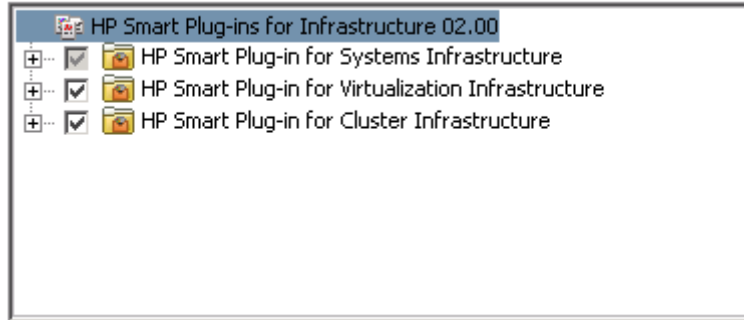 HP Smart Plug-ins for Infrastructure 02.00
HP Smart Plug-in for Systems Infrastructure
HP Smart Plug-in for Virtualization Infrastructure
HP Smart Plug-in for Cluster Infrastructure